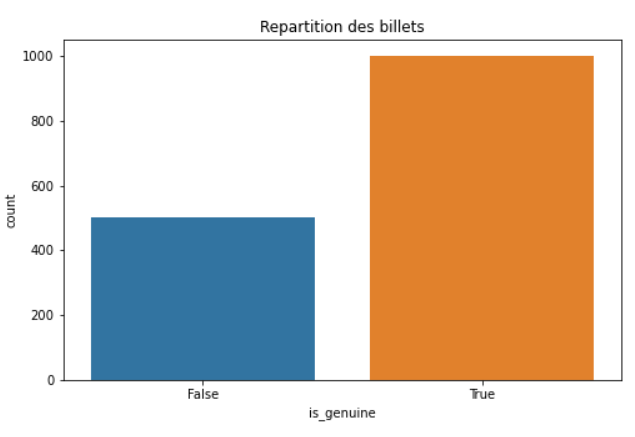 Repartition des billets
1000
800
600
400
200
0
count
False True
is_genuine